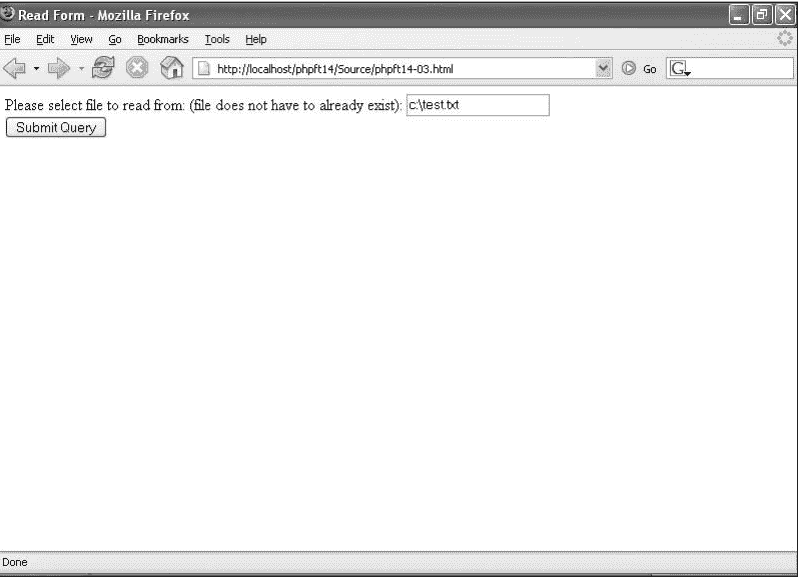 Read Form - Mozilla Firefox
File Edit View Go Bookmarks Tools Help
http://localhost/phpft14/Source/phpft14-03.html Go G
Please select file to read from: (file does not have to already exist): c:\test.txt
Submit Query
Done